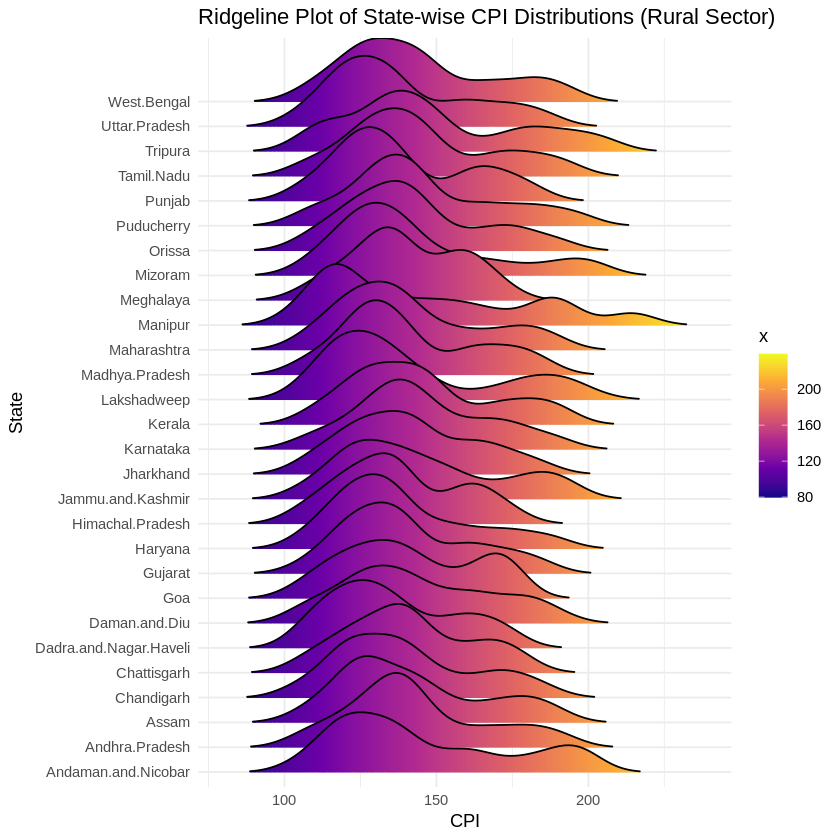 Ridgeline Plot of State-wise CPI Distributions (Rural Sector)
West.Bengal
Uttar.Pradesh
Tripura
Tamil.Nadu
Punjab
Puducherry
Orissa
Mizoram
Meghalaya
Manipur
Maharashtra
Madhya.Pradesh
Lakshadweep
Kerala
Karnataka
Jharkhand
Jammu.and.Kashmir
Himachal.Pradesh
Haryana
Gujarat
Goa
Daman.and.Diu
Dadra.and.Nagar.Haveli
Chattisgarh
Chandigarh
Assam
Andhra.Pradesh
Andaman.and.Nicobar
State
100 150 200
CPI
x
200
160
120
80